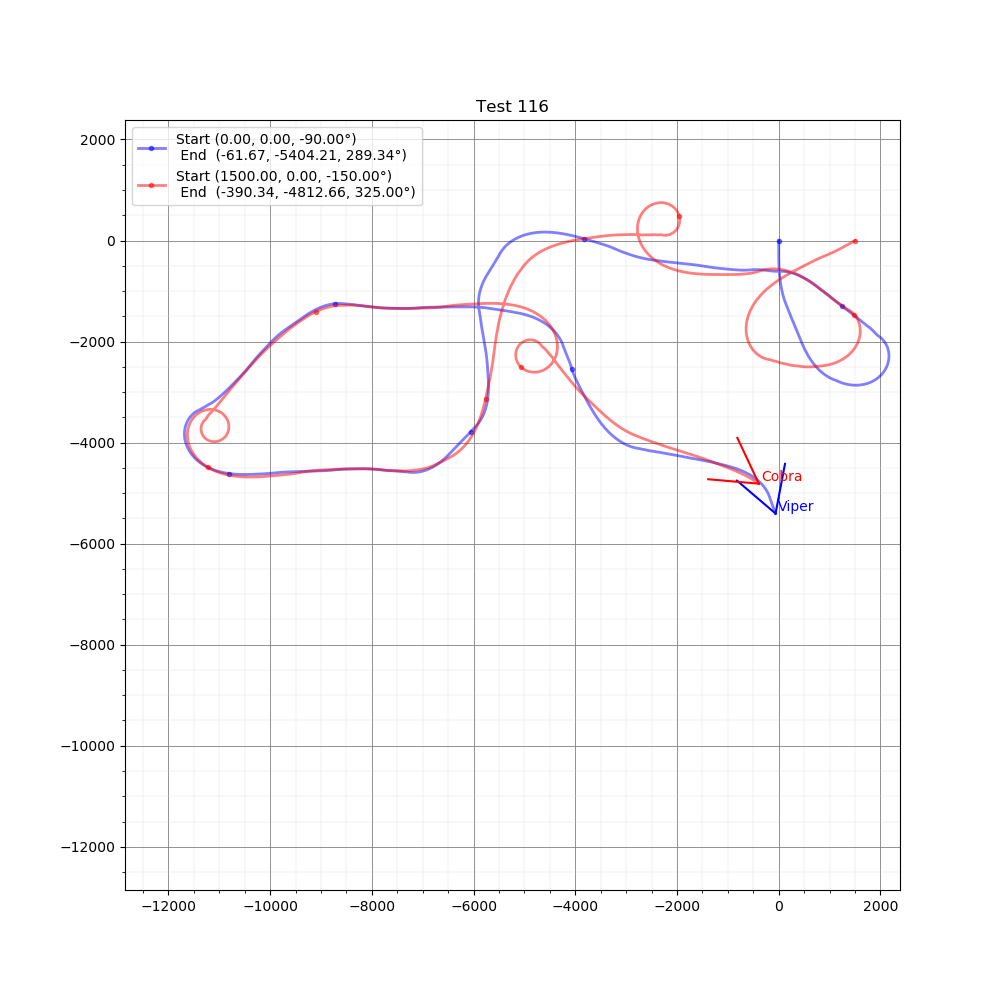 Test 116
Start (0.00, 0.00, -90.00°)
End (-61.67, -5404.21, 289.34°)
Start (1500.00, 0.00, -150.00°)
End (-390.34, -4812.66, 325.00°)
2000
0
−2000
−4000
−6000
−8000
−10000
−12000
Cobra
Viper
−12000 −10000 −8000 −6000 −4000 −2000 0 2000